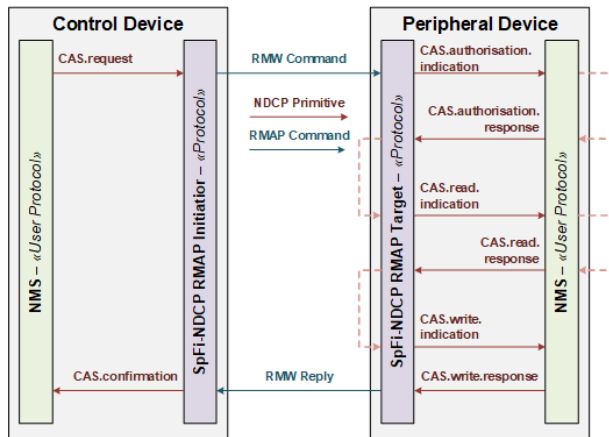 Control Device
Peripheral Device
CAS.request
RMW Command
CAS.authorisation.
indication
NDCP Primitive
CAS.authorisation.
response
RMAP Command
NMS – «User Protocol»
SpFi-NDCP RMAP Initiatior – «Protocol»
SpFi-NDCP RMAP Target – «Protocol»
NMS – «User Protocol»
CAS.read.
indication
CAS.read.
response
CAS.write.
indication
CAS.confirmation
RMW Reply
CAS.write.response